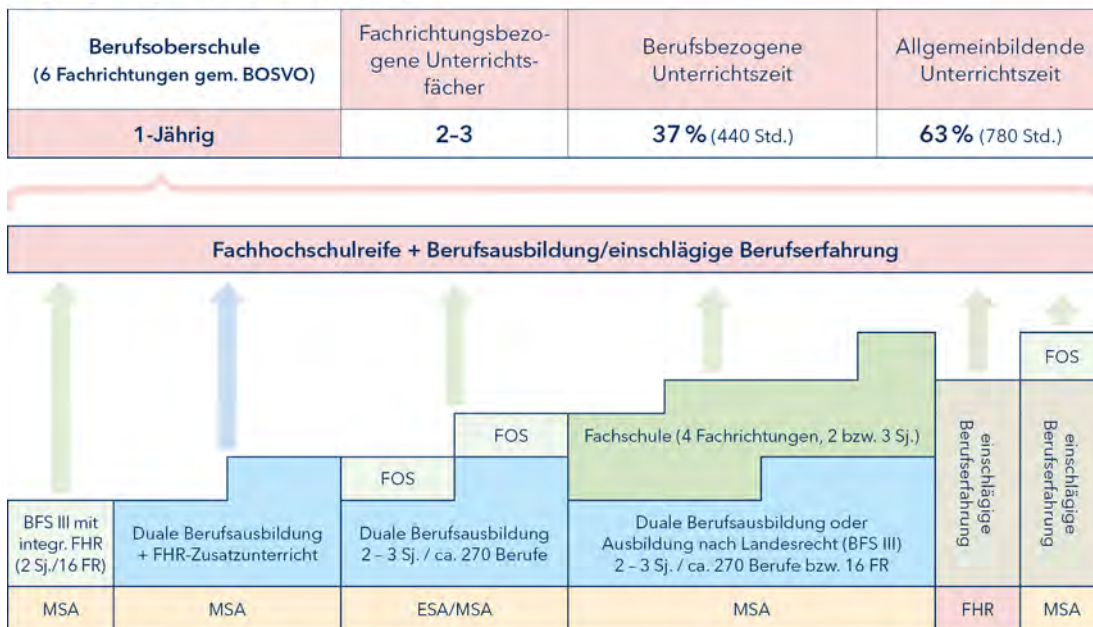 Berufsoberschule
(6 Fachrichtungen gem. BOSVO)
Fachrichtungsbezo-
gene Unterrichts-
fächer
Berufsbezogene
Unterrichtszeit
Allgemeinbildende
Unterrichtszeit
1-Jährig
2–3
37 % (440 Std.)
63 % (780 Std.)
Fachhochschulreife + Berufsausbildung/einschlägige Berufserfahrung
FOS
FOS
Fachschule (4 Fachrichtungen, 2 bzw. 3 Sj.)
FOS
BFS III mit
integr. FHR
(2 Sj./16 FR)
Duale Berufsausbildung
+ FHR-Zusatzunterricht
Duale Berufsausbildung
2 – 3 Sj. / ca. 270 Berufe
Duale Berufsausbildung oder
Ausbildung nach Landesrecht (BFS III)
2 – 3 Sj. / ca. 270 Berufe bzw. 16 FR
einschlägige
Berufserfahrung
einschlägige
Berufserfahrung
MSA
MSA
ESA/MSA
MSA
FHR
MSA